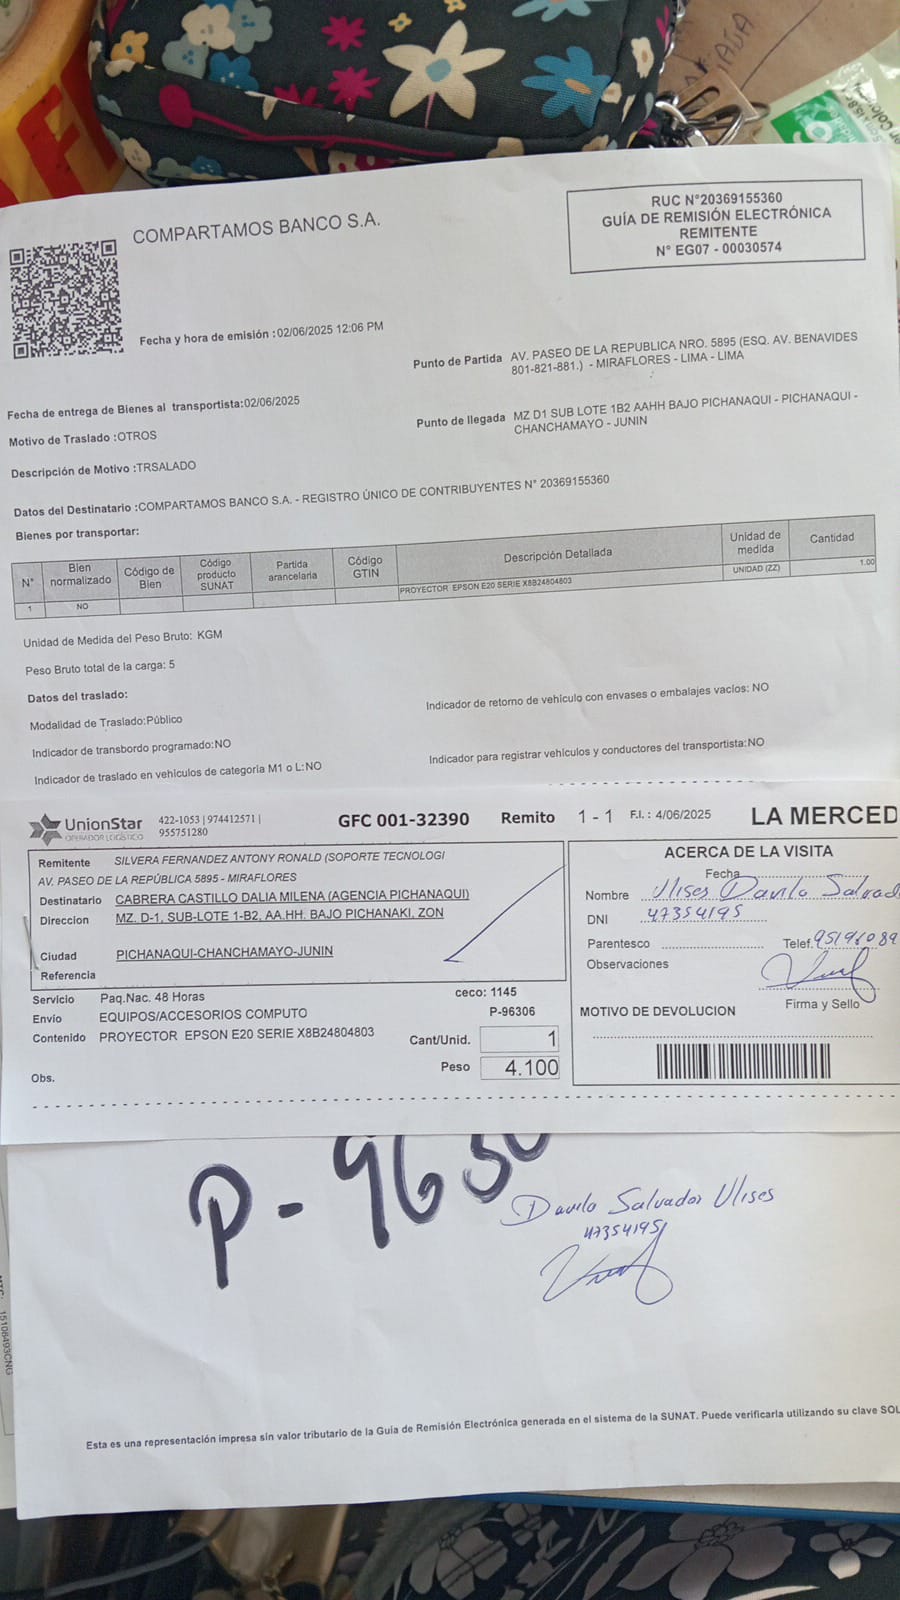 COMPARTAMOS BANCO S.A.
RUC N°20369155360
GUÍA DE REMISIÓN ELECTRÓNICA
REMITENTE
N° EG07 - 00030574
Fecha y hora de emisión :02/06/2025 12:06 PM
Punto de Partida AV. PASEO DE LA REPUBLICA NRO. 5895 (ESQ. AV. BENAVIDES
801-821-881.) - MIRAFLORES - LIMA - LIMA
Fecha de entrega de Bienes al transportista:02/06/2025
Punto de llegada MZ D1 SUB LOTE 1B2 AAHH BAJO PICHANAQUI - PICHANAQUI -
CHANCHAMAYO - JUNIN
Motivo de Traslado :OTROS
Descripción de Motivo :TRSALADO
Datos del Destinatario :COMPARTAMOS BANCO S.A. - REGISTRO ÚNICO DE CONTRIBUYENTES N° 20369155360
Bienes por transportar:
N° Bien normalizado Código de Bien Código producto SUNAT Partida arancelaria Código GTIN Descripción Detallada Unidad de medida Cantidad
1 NO PROYECTOR EPSON E20 SERIE X8B24804803 UNIDAD (ZZ) 1.00
Unidad de Medida del Peso Bruto: KGM
Peso Bruto total de la carga: 5
Datos del traslado:
Indicador de retorno de vehículo con envases o embalajes vacíos: NO
Modalidad de Traslado:Público
Indicador de transbordo programado:NO
Indicador para registrar vehículos y conductores del transportista:NO
Indicador de traslado en vehículos de categoría M1 o L:NO
UnionStar
OPERADOR LOGÍSTICO
422-1053 | 974412571 |
955751280
GFC 001-32390 Remito 1 - 1 F.I. : 4/06/2025 LA MERCED
Remitente SILVERA FERNANDEZ ANTONY RONALD (SOPORTE TECNOLOGI
AV. PASEO DE LA REPÚBLICA 5895 - MIRAFLORES
Destinatario CABRERA CASTILLO DALIA MILENA (AGENCIA PICHANAQUI)
Direccion MZ. D-1, SUB-LOTE 1-B2, AA.HH. BAJO PICHANAKI, ZON
Ciudad PICHANAQUI-CHANCHAMAYO-JUNIN
Referencia
Servicio Paq.Nac. 48 Horas ceco: 1145
Envío EQUIPOS/ACCESORIOS COMPUTO P-96306
Contenido PROYECTOR EPSON E20 SERIE X8B24804803
Cant/Unid. 1
Peso 4.100
Obs.
ACERCA DE LA VISITA
Fecha
Nombre Ulises Davila Salvad
DNI 47354195
Parentesco Telef.
Observaciones
Firma y Sello
MOTIVO DE DEVOLUCION
P - 9630
Davila Salvador Ulises
47354195
Esta es una representación impresa sin valor tributario de la Guía de Remisión Electrónica generada en el sistema de la SUNAT. Puede verificarla utilizando su clave SOL